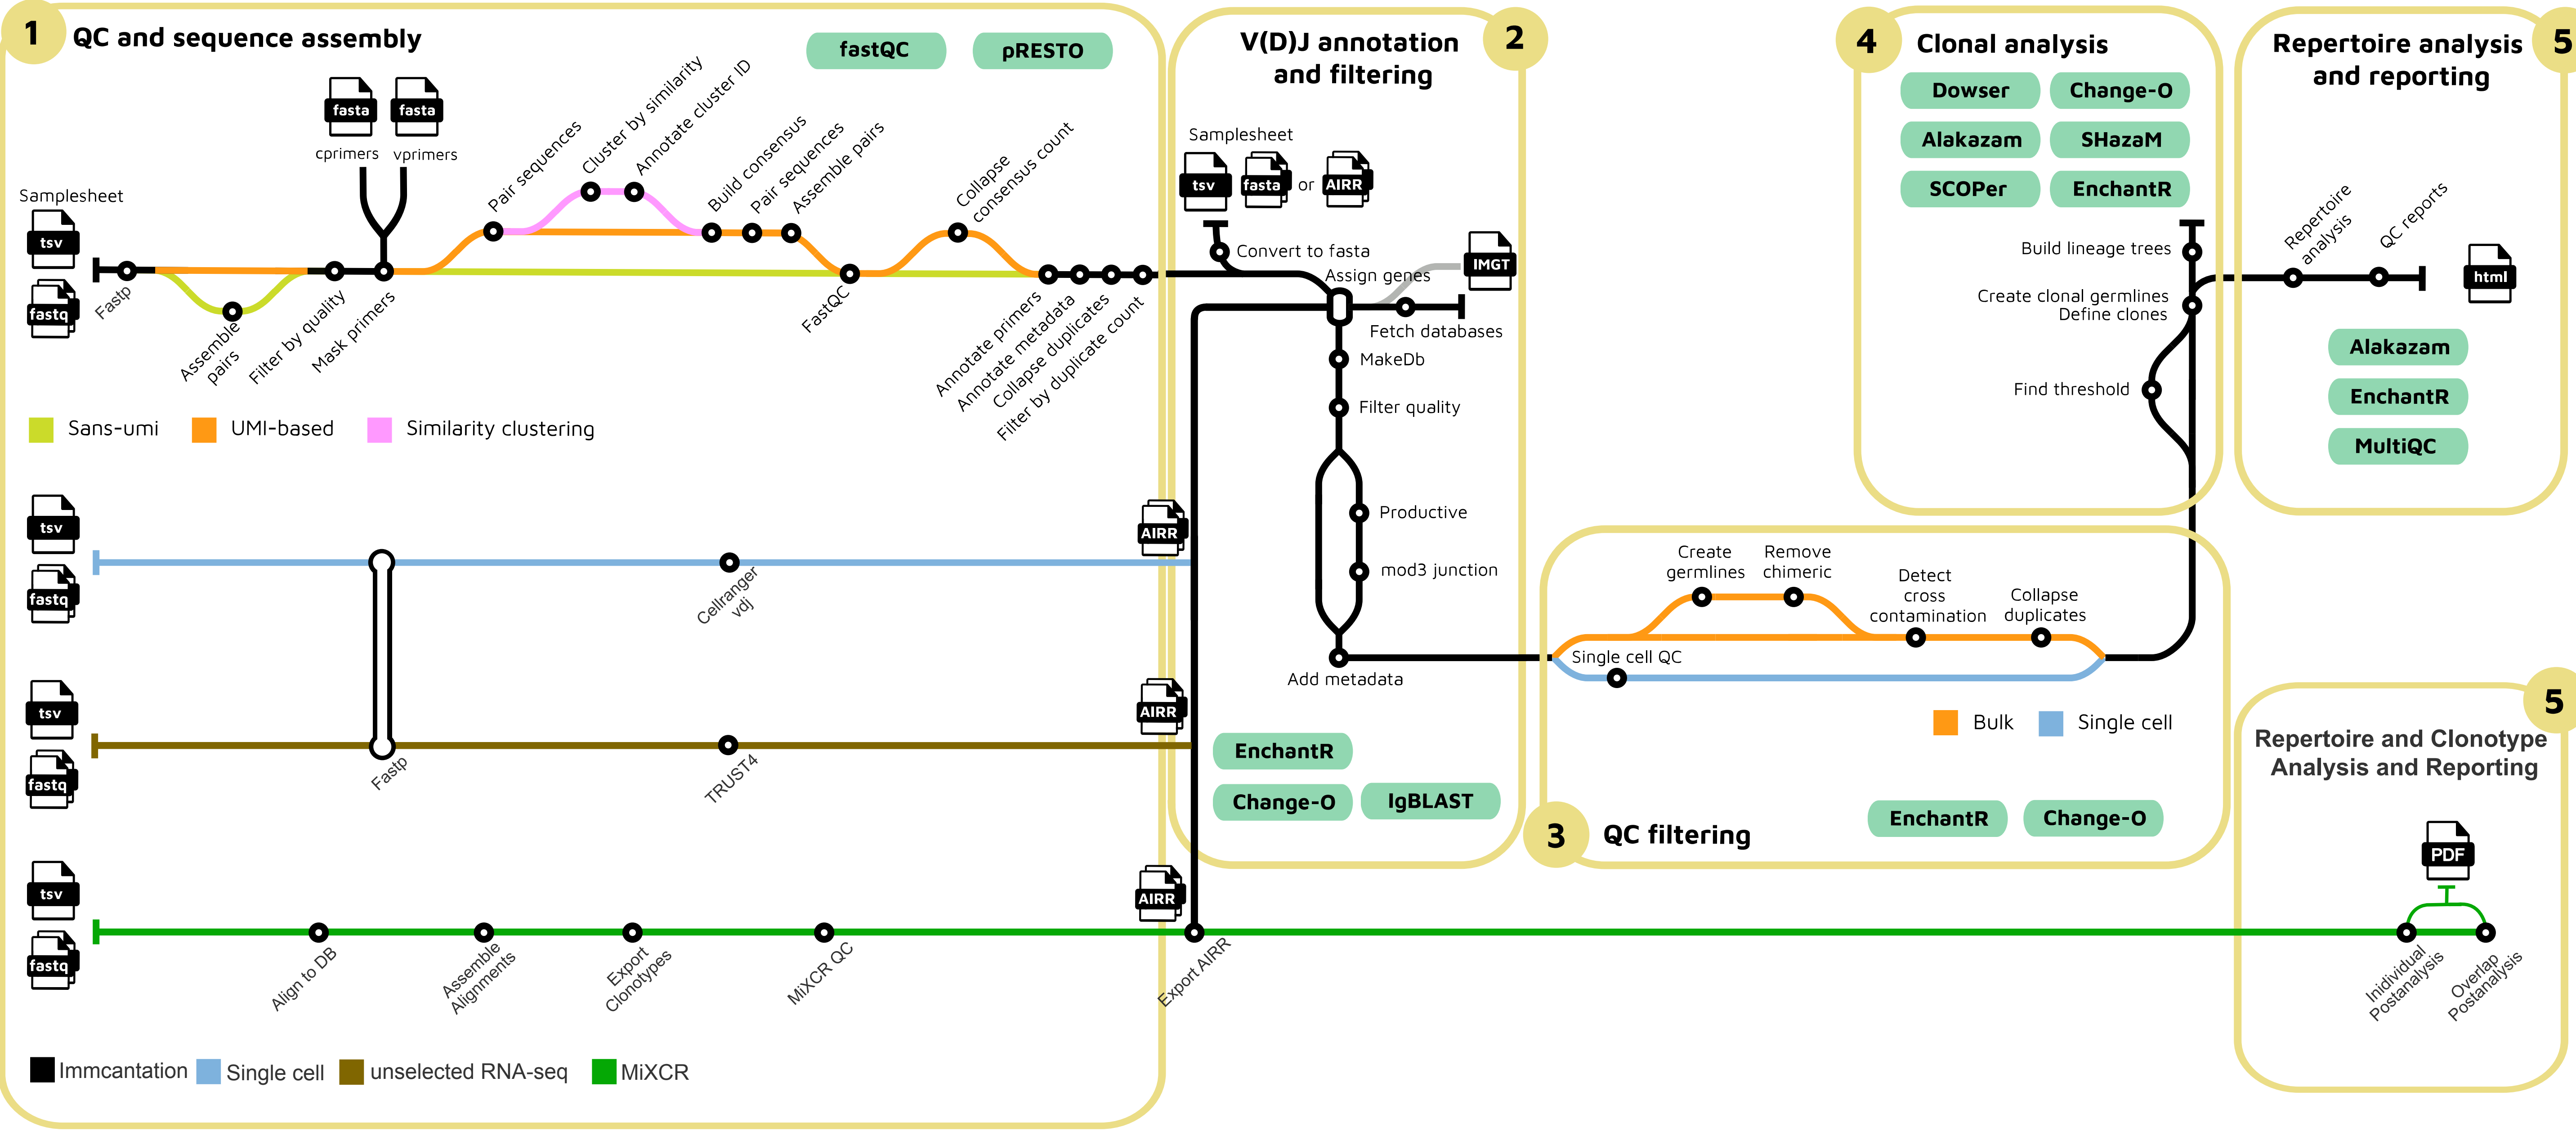 1
QC and sequence assembly
fastQC
pRESTO
fasta
fasta
cprimers
vprimers
Samplesheet
tsv
fastq
Fastp
Assemble
pairs
Filter by quality
Mask primers
Pair sequences
Cluster by similarity
Annotate cluster ID
Build consensus
Pair sequences
Assemble pairs
FastQC
Collapse
consensus count
Annotate primers
Annotate metadata
Collapse duplicates
Filter by duplicate count
Sans-umi
UMI-based
Similarity clustering
tsv
fastq
Cellranger
vdj
AIRR
tsv
fastq
Fastp
TRUST4
AIRR
tsv
fastq
Align to DB
Assemble
Alignments
Export
Clonotypes
MiXCR QC
AIRR
Export AIRR
Immcantation
Single cell
unselected RNA-seq
MiXCR
2
V(D)J annotation
and filtering
Samplesheet
tsv
fasta
or
AIRR
Convert to fasta
Assign genes
IMGT
Fetch databases
MakeDb
Filter quality
Productive
mod3 junction
Add metadata
EnchantR
Change-O
IgBLAST
3
QC filtering
Create
germlines
Remove
chimeric
Detect
cross
contamination
Collapse
duplicates
Single cell QC
Bulk
Single cell
EnchantR
Change-O
4
Clonal analysis
Dowser
Change-O
Alakazam
SHazaM
SCOPer
EnchantR
Build lineage trees
Create clonal germlines
Define clones
Find threshold
5
Repertoire analysis
and reporting
Repertoire
analysis
QC reports
html
Alakazam
EnchantR
MultiQC
5
Repertoire and Clonotype
Analysis and Reporting
PDF
Inidividual
Postanalysis
Overlap
Postanalysis